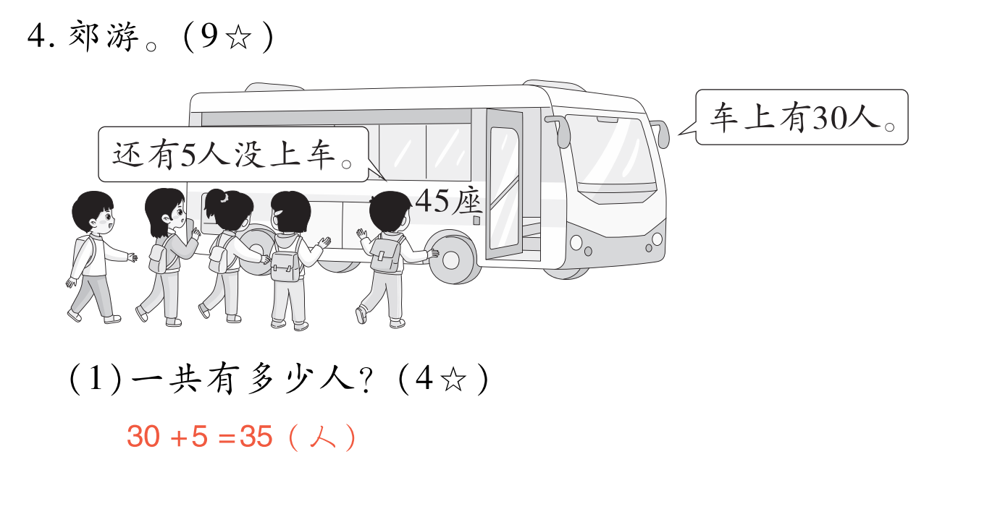 4. 郊游。(9☆)
车上有30人。
还有5人没上车。
45座
(1)一共有多少人？(4☆)
30 +5 =35（人）